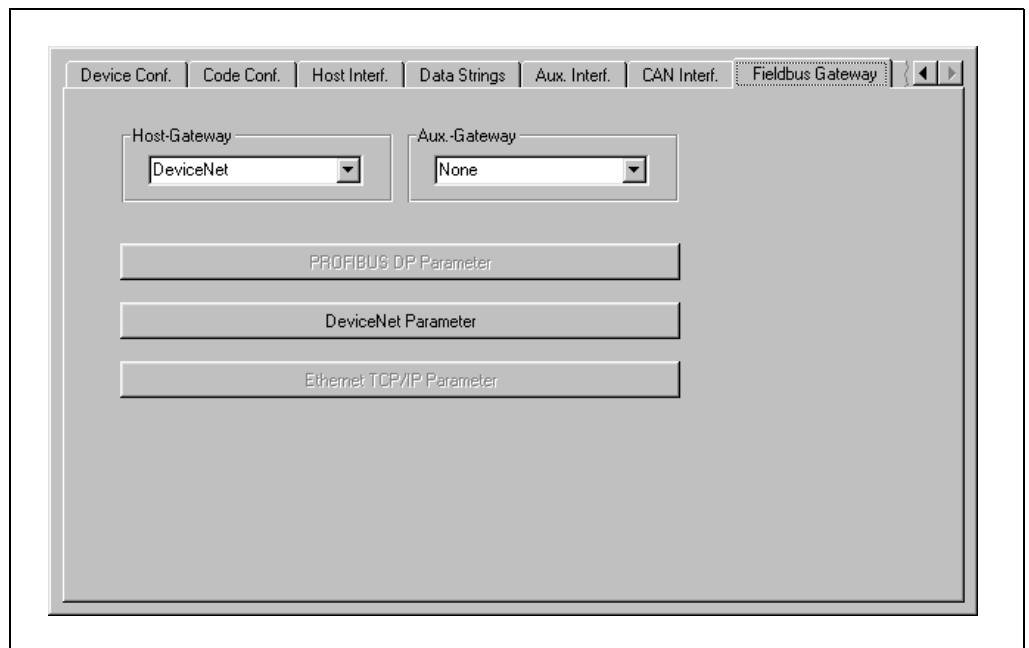 Device Conf. Code Conf. Host Interf. Data Strings Aux. Interf. CAN Interf. Fieldbus Gateway
Host-Gateway Aux.-Gateway
DeviceNet None
PROFIBUS DP Parameter
DeviceNet Parameter
Ethernet TCP/IP Parameter